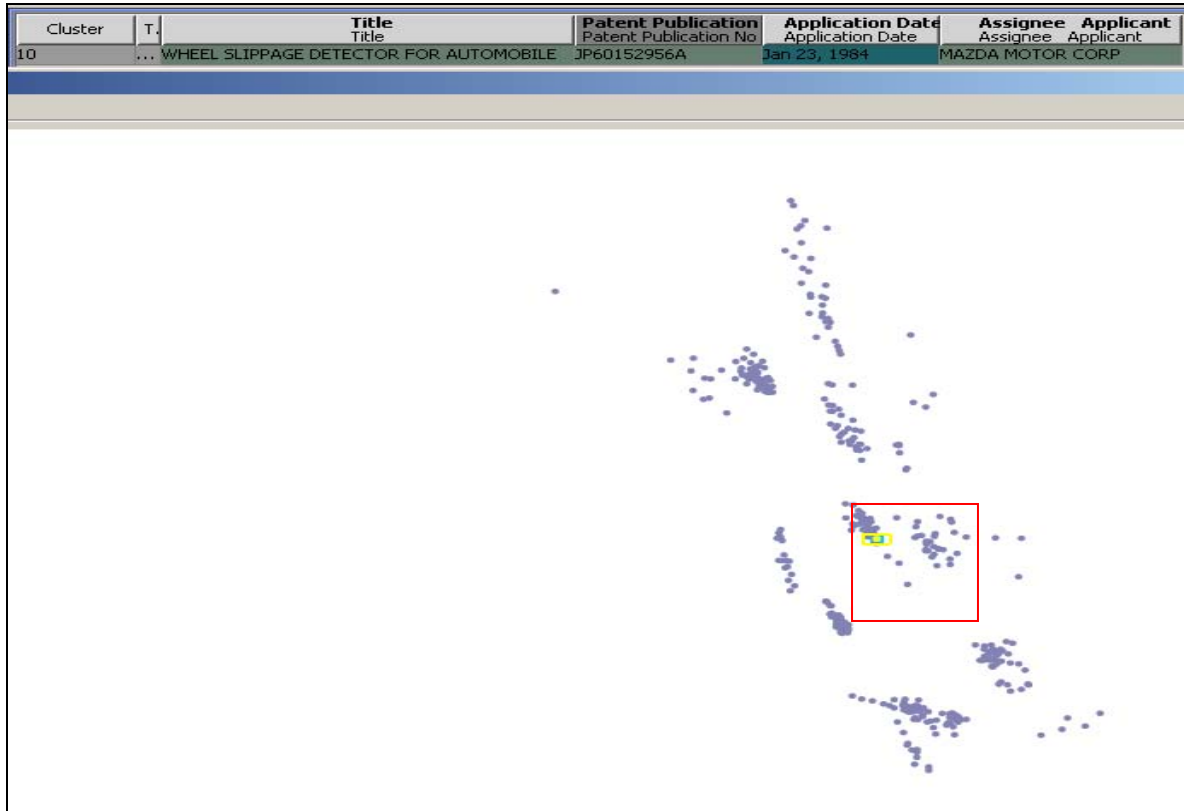 Cluster T. Title Patent Publication Application Date Assignee Applicant
Title Patent Publication No Application Date Assignee Applicant
10 ... WHEEL SLIPPAGE DETECTOR FOR AUTOMOBILE JP60152956A Jan 23, 1984 MAZDA MOTOR CORP